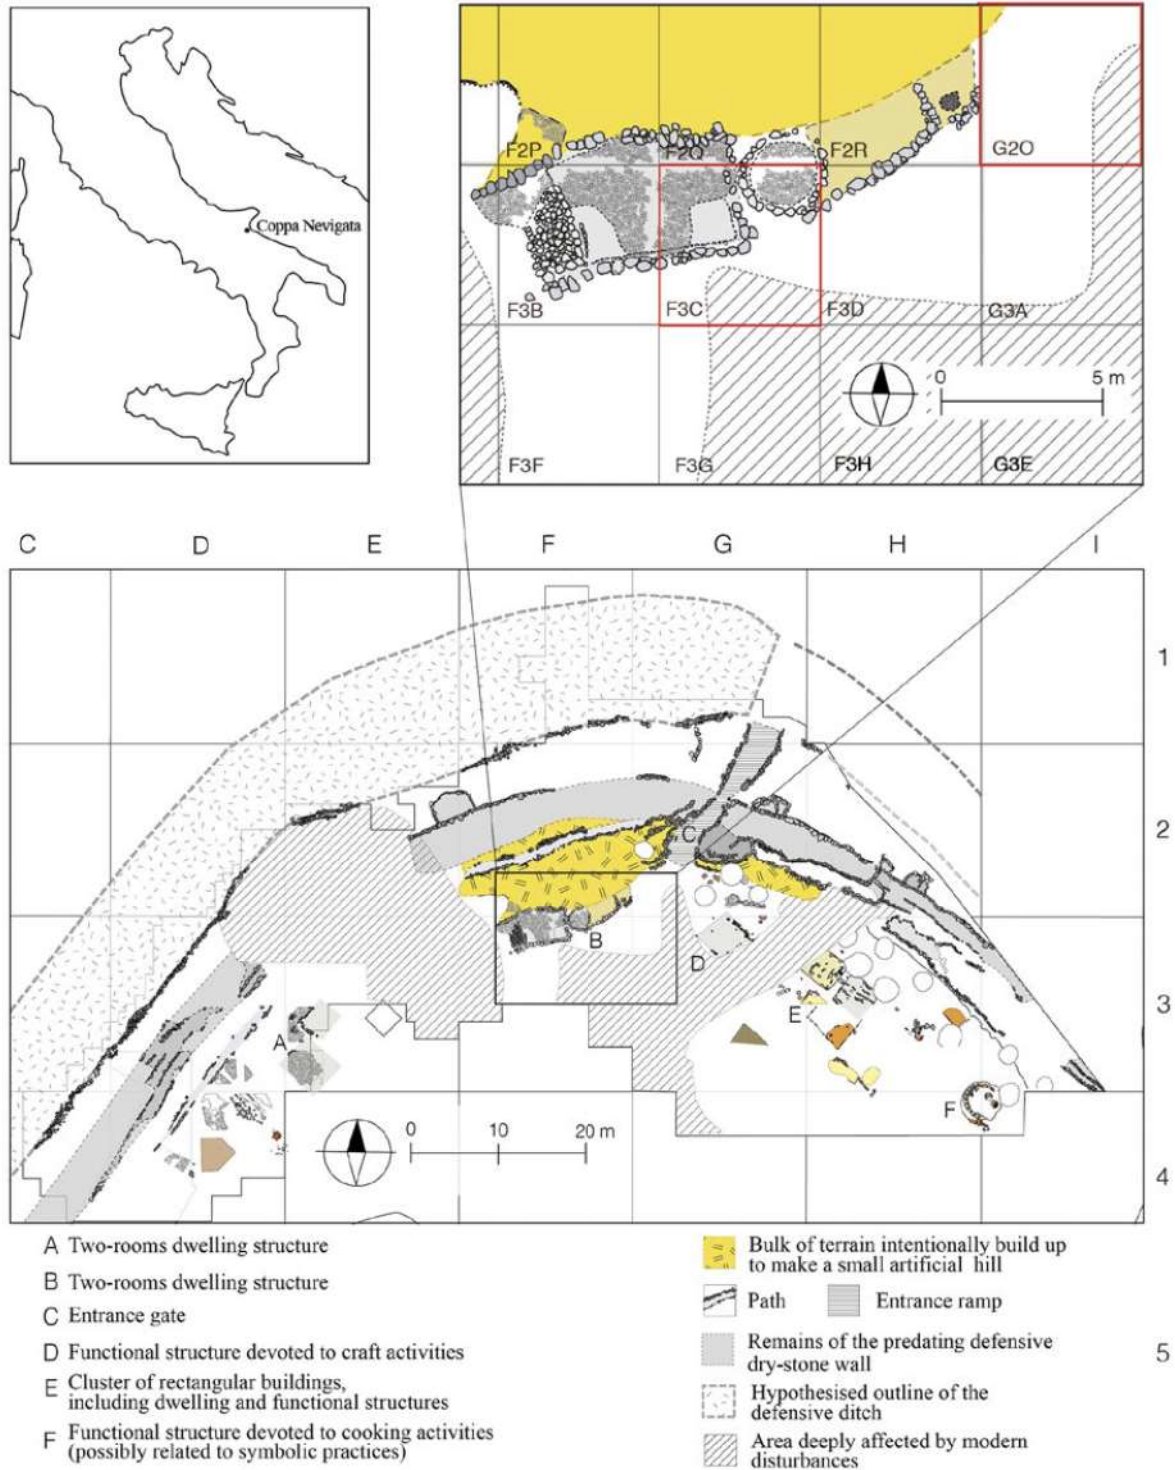 Coppa Nevigata
F2P
F2Q
F2R
G2O
F3B
F3C
F3D
G3A
0
5 m
F3F
F3G
F3H
G3E
C
D
E
F
G
H
I
1
2
3
4
5
C
B
D
A
E
F
0
10
20 m
A Two-rooms dwelling structure
B Two-rooms dwelling structure
C Entrance gate
D Functional structure devoted to craft activities
E Cluster of rectangular buildings,
including dwelling and functional structures
F Functional structure devoted to cooking activities
(possibly related to symbolic practices)
Bulk of terrain intentionally build up
to make a small artificial hill
Path
Entrance ramp
Remains of the predating defensive
dry-stone wall
Hypothesised outline of the
defensive ditch
Area deeply affected by modern
disturbances